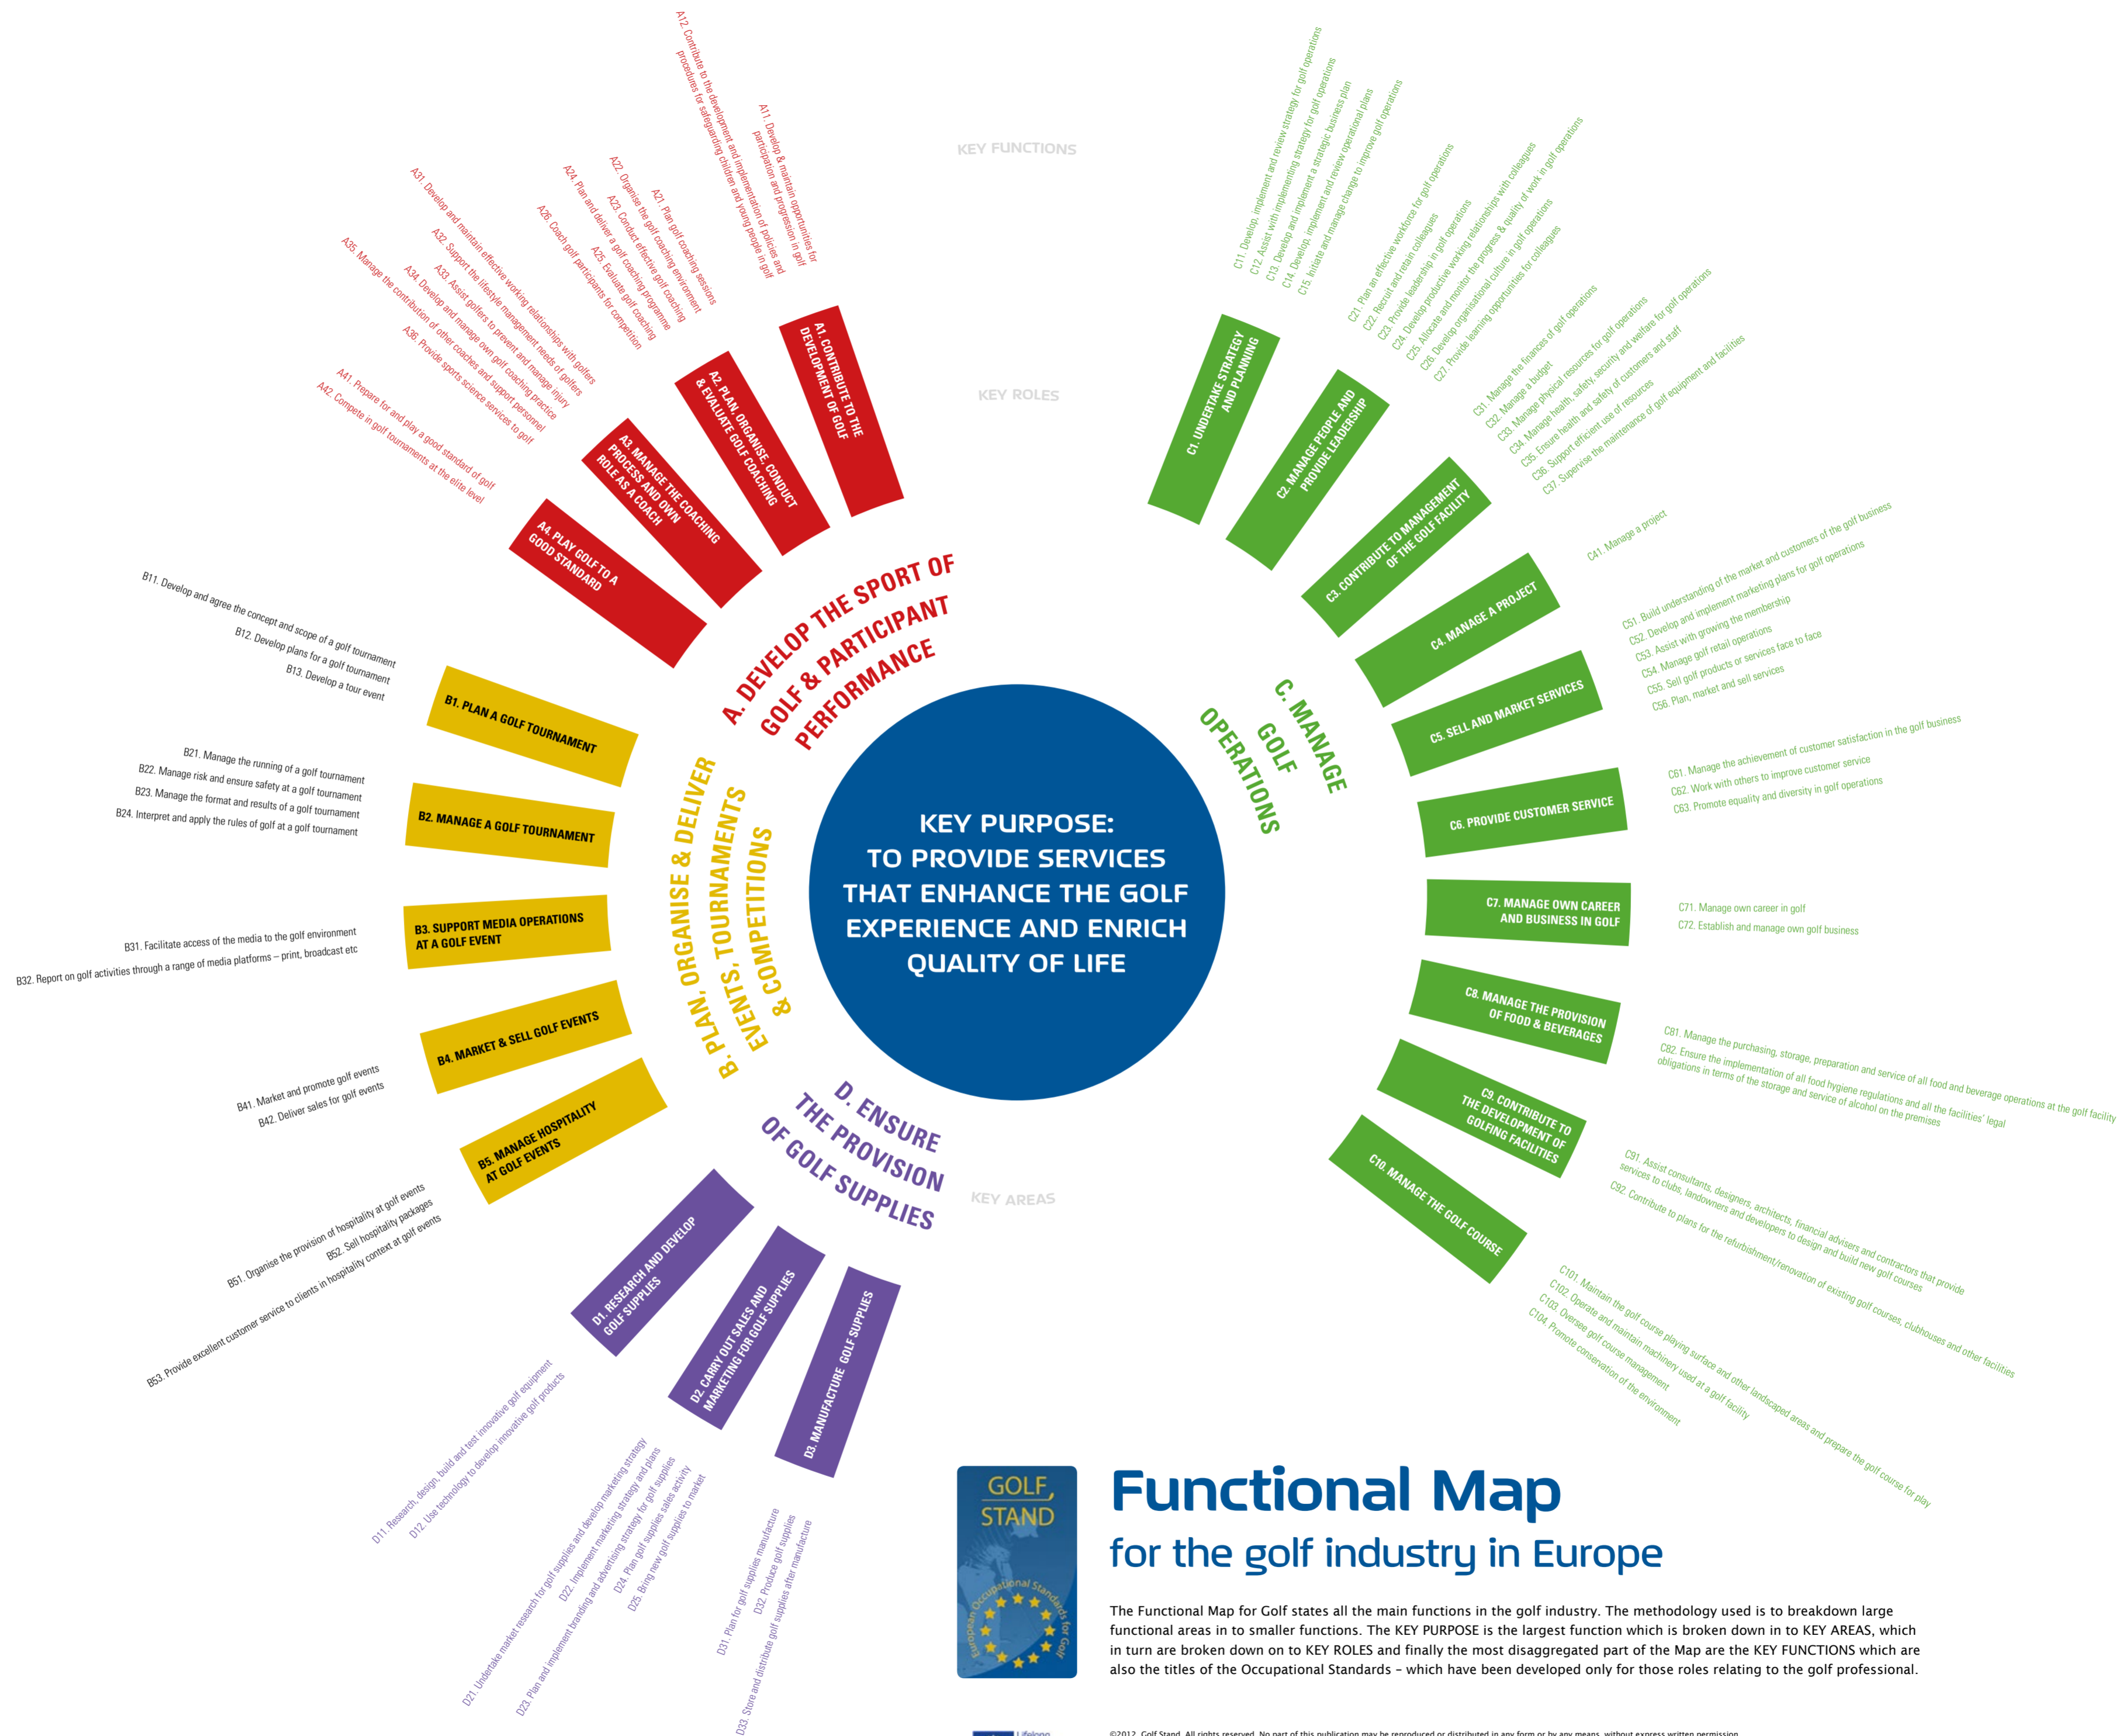 KEY FUNCTIONS
KEY ROLES
KEY AREAS
KEY PURPOSE:
TO PROVIDE SERVICES
THAT ENHANCE THE GOLF
EXPERIENCE AND ENRICH
QUALITY OF LIFE
A. DEVELOP THE SPORT OF
GOLF & PARTICIPANT
PERFORMANCE
A1. CONTRIBUTE TO THE
DEVELOPMENT OF GOLF
A11. Develop & maintain opportunities for
participation and progression in golf
A12. Contribute to the development and implementation of policies and
procedures for safeguarding children and young people in golf
A2. PLAN, ORGANISE, CONDUCT
& EVALUATE GOLF COACHING
A21. Plan golf coaching sessions
A22. Organise the golf coaching environment
A23. Conduct effective golf coaching
A24. Plan and deliver a golf coaching programme
A25. Evaluate golf coaching
A26. Coach golf participants for competition
A3. MANAGE THE COACHING
PROCESS AND OWN
ROLE AS A COACH
A31. Develop and maintain effective working relationships with golfers
A32. Support the lifestyle management needs of golfers
A33. Assist golfers to prevent and manage injury
A34. Develop and manage own golf coaching practice
A35. Manage the contribution of other coaches and support personnel
A36. Provide sports science services to golf
A4. PLAY GOLF TO A
GOOD STANDARD
A41. Prepare for and play a good standard of golf
A42. Compete in golf tournaments at the elite level
B. PLAN, ORGANISE & DELIVER
EVENTS, TOURNAMENTS
& COMPETITIONS
B1. PLAN A GOLF TOURNAMENT
B11. Develop and agree the concept and scope of a golf tournament
B12. Develop plans for a golf tournament
B13. Develop a tour event
B2. MANAGE A GOLF TOURNAMENT
B21. Manage the running of a golf tournament
B22. Manage risk and ensure safety at a golf tournament
B23. Manage the format and results of a golf tournament
B24. Interpret and apply the rules of golf at a golf tournament
B3. SUPPORT MEDIA OPERATIONS
AT A GOLF EVENT
B31. Facilitate access of the media to the golf environment
B32. Report on golf activities through a range of media platforms – print, broadcast etc
B4. MARKET & SELL GOLF EVENTS
B41. Market and promote golf events
B42. Deliver sales for golf events
B5. MANAGE HOSPITALITY
AT GOLF EVENTS
B51. Organise the provision of hospitality at golf events
B52. Sell hospitality packages
B53. Provide excellent customer service to clients in hospitality context at golf events
C. MANAGE
GOLF
OPERATIONS
C1. UNDERTAKE STRATEGY
AND PLANNING
C11. Develop, implement and review strategy for golf operations
C12. Assist with implementing strategy for golf operations
C13. Develop and implement a strategic business plan
C14. Develop, implement and review operational plans
C15. Initiate and manage change to improve golf operations
C2. MANAGE PEOPLE AND
PROVIDE LEADERSHIP
C21. Plan an effective workforce for golf operations
C22. Recruit and retain colleagues
C23. Provide leadership in golf operations
C24. Develop productive working relationships with colleagues
C25. Allocate and monitor the progress & quality of work in golf operations
C26. Develop organisational culture in golf operations
C27. Provide learning opportunities for colleagues
C3. CONTRIBUTE TO MANAGEMENT
OF THE GOLF FACILITY
C31. Manage the finances of golf operations
C32. Manage a budget
C33. Manage physical resources for golf operations
C34. Manage health, safety, security and welfare for golf operations
C35. Ensure health and safety of customers and staff
C36. Support efficient use of resources
C37. Supervise the maintenance of golf equipment and facilities
C4. MANAGE A PROJECT
C41. Manage a project
C5. SELL AND MARKET SERVICES
C51. Build understanding of the market and customers of the golf business
C52. Develop and implement marketing plans for golf operations
C53. Assist with growing the membership
C54. Manage golf retail operations
C55. Sell golf products or services face to face
C56. Plan, market and sell services
C6. PROVIDE CUSTOMER SERVICE
C61. Manage the achievement of customer satisfaction in the golf business
C62. Work with others to improve customer service
C63. Promote equality and diversity in golf operations
C7. MANAGE OWN CAREER
AND BUSINESS IN GOLF
C71. Manage own career in golf
C72. Establish and manage own golf business
C8. MANAGE THE PROVISION
OF FOOD & BEVERAGES
C81. Manage the purchasing, storage, preparation and service of all food and beverage operations at the golf facility
C82. Ensure the implementation of all food hygiene regulations and all the facilities' legal
obligations in terms of the storage and service of alcohol on the premises
C9. CONTRIBUTE TO
THE DEVELOPMENT OF
GOLFING FACILITIES
C91. Assist consultants, designers, architects, financial advisers and contractors that provide
services to clubs, landowners and developers to design and build new golf courses
C92. Contribute to plans for the refurbishment/renovation of existing golf courses, clubhouses and other facilities
C10. MANAGE THE GOLF COURSE
C101. Maintain the golf course playing surface and other landscaped areas and prepare the golf course for play
C102. Operate and maintain machinery used at a golf facility
C103. Oversee golf course management
C104. Promote conservation of the environment
D. ENSURE
THE PROVISION
OF GOLF SUPPLIES
D1. RESEARCH AND DEVELOP
GOLF SUPPLIES
D11. Research, design, build and test innovative golf equipment
D12. Use technology to develop innovative golf products
D2. CARRY OUT SALES AND
MARKETING FOR GOLF SUPPLIES
D21. Undertake market research for golf supplies and develop marketing strategy
D22. Implement marketing strategy and plans
D23. Plan and implement branding and advertising strategy for golf supplies
D24. Plan golf supplies sales activity
D25. Bring new golf supplies to market
D3. MANUFACTURE GOLF SUPPLIES
D31. Plan for golf supplies manufacture
D32. Produce golf supplies
D33. Store and distribute golf supplies after manufacture
GOLF,
STAND
European Occupational Standards for Golf
Functional Map
for the golf industry in Europe
The Functional Map for Golf states all the main functions in the golf industry. The methodology used is to breakdown large
functional areas in to smaller functions. The KEY PURPOSE is the largest function which is broken down in to KEY AREAS, which
in turn are broken down on to KEY ROLES and finally the most disaggregated part of the Map are the KEY FUNCTIONS which are
also the titles of the Occupational Standards – which have been developed only for those roles relating to the golf professional.
Lifelong
©2012. Golf Stand. All rights reserved. No part of this publication may be reproduced or distributed in any form or by any means, without express written permission